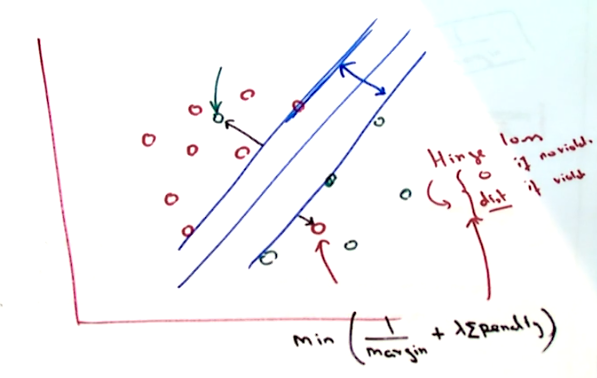 Hinge loss
0 if no violat.
dist if violat
min ( 1/margin + λ Σ penalty )